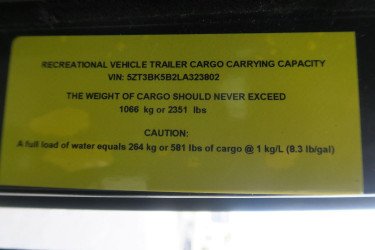 RECREATIONAL VEHICLE TRAILER CARGO CARRYING CAPACITY
VIN: 5ZT3BK5B2LA323802
THE WEIGHT OF CARGO SHOULD NEVER EXCEED
1066 kg or 2351 lbs
CAUTION:
A full load of water equals 264 kg or 581 lbs of cargo @ 1 kg/L (8.3 lb/gal)